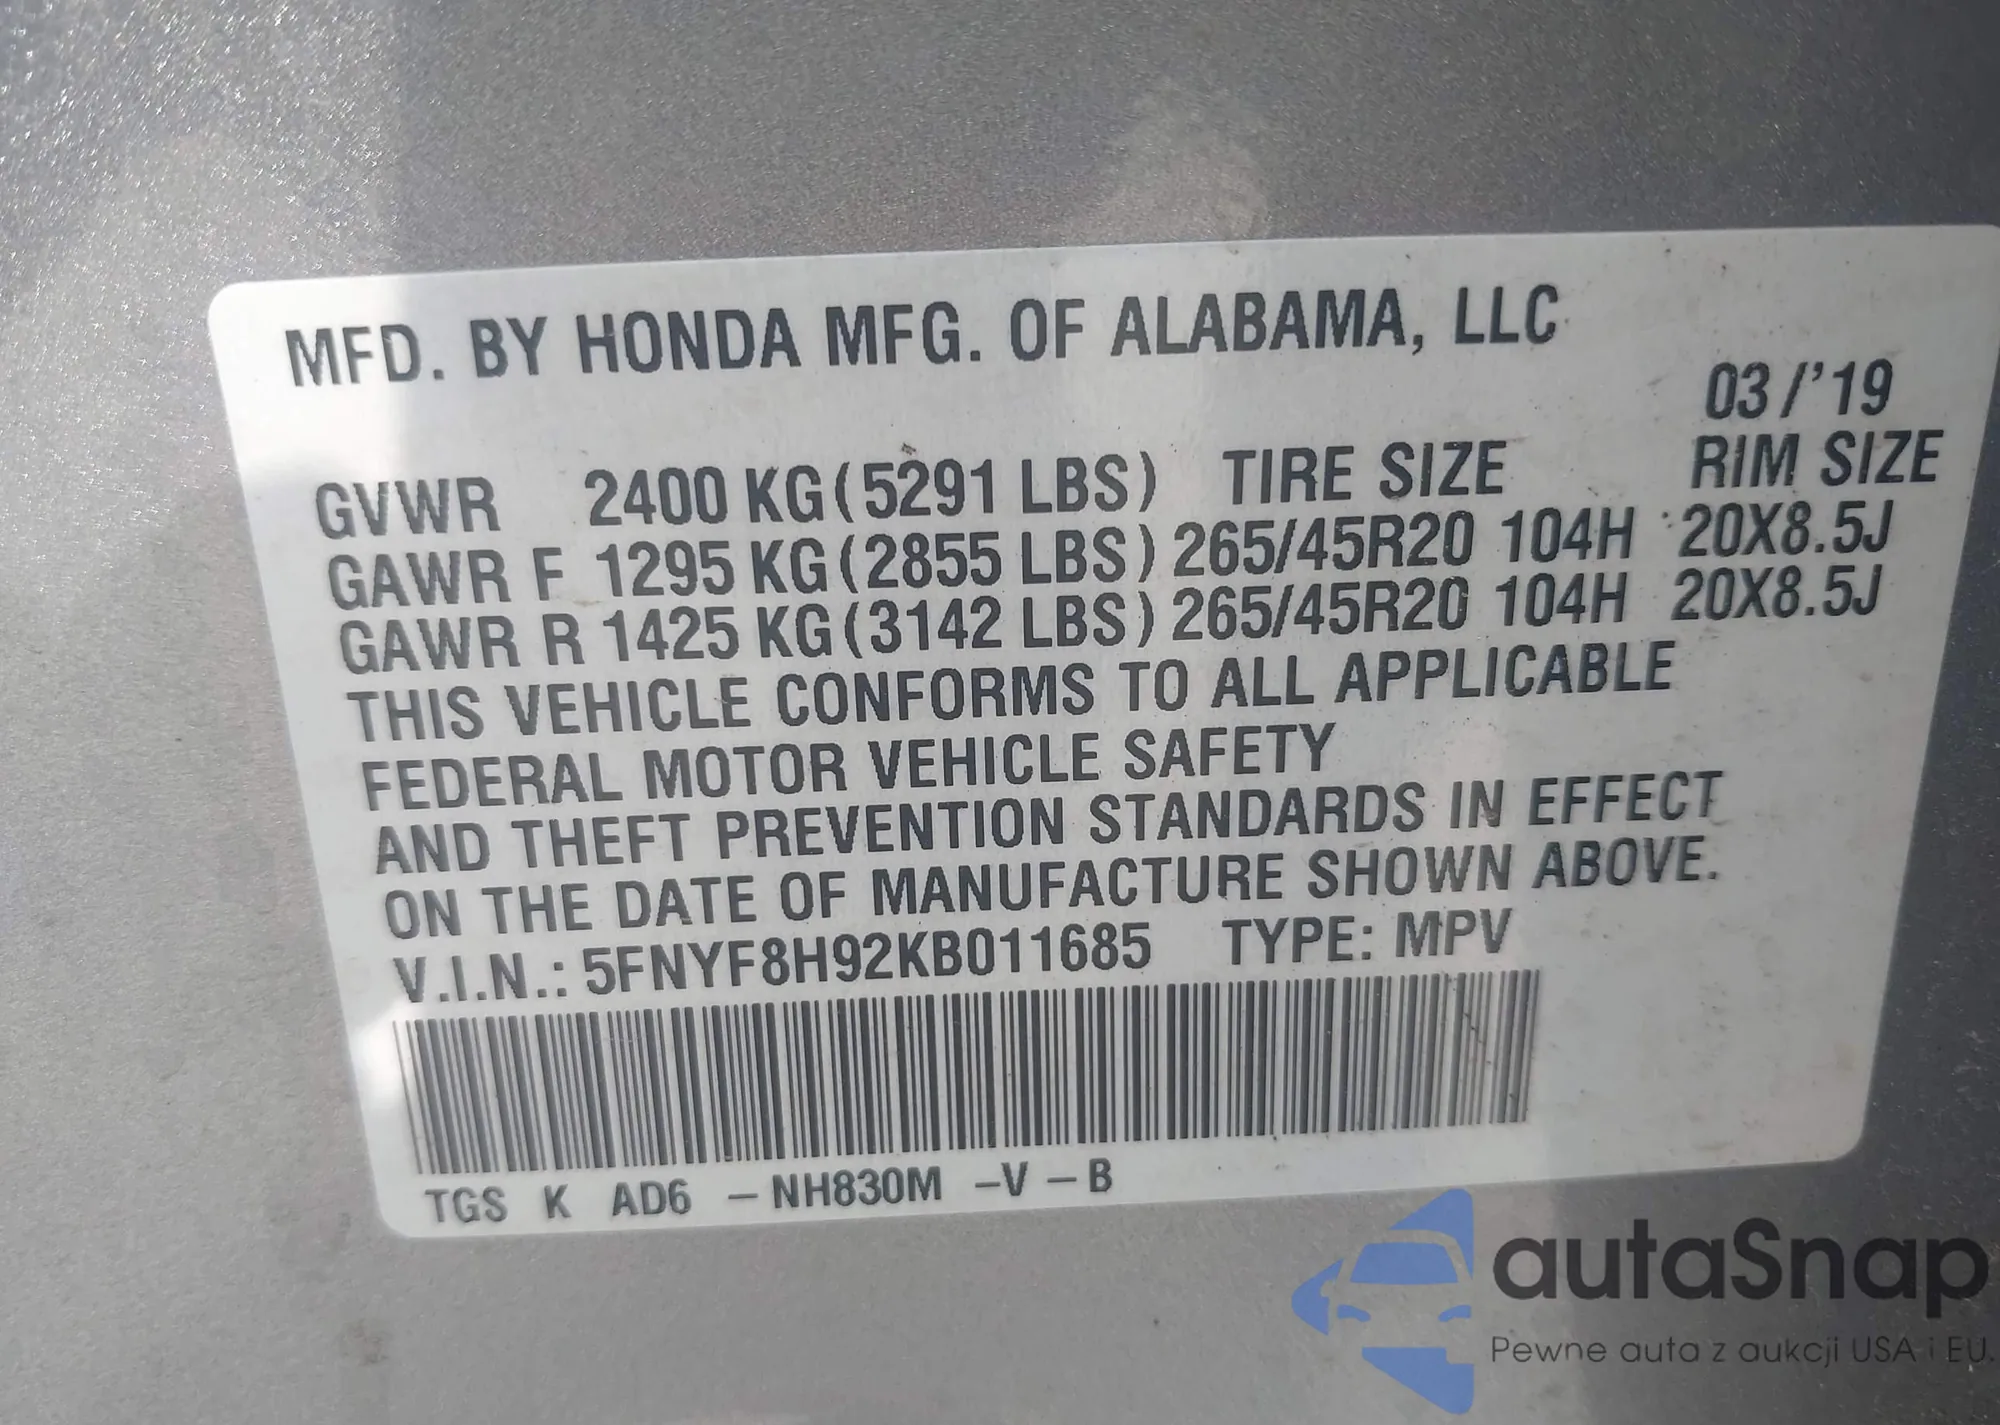 MFD. BY HONDA MFG. OF ALABAMA, LLC
03/'19
GVWR 2400 KG(5291 LBS) TIRE SIZE RIM SIZE
GAWR F 1295 KG(2855 LBS) 265/45R20 104H 20X8.5J
GAWR R 1425 KG(3142 LBS) 265/45R20 104H 20X8.5J
THIS VEHICLE CONFORMS TO ALL APPLICABLE
FEDERAL MOTOR VEHICLE SAFETY
AND THEFT PREVENTION STANDARDS IN EFFECT
ON THE DATE OF MANUFACTURE SHOWN ABOVE.
V.I.N.: 5FNYF8H92KB011685 TYPE: MPV
TGS K AD6 –NH830M –V –B
autaSnap
Pewne auta z aukcji USA i EU.